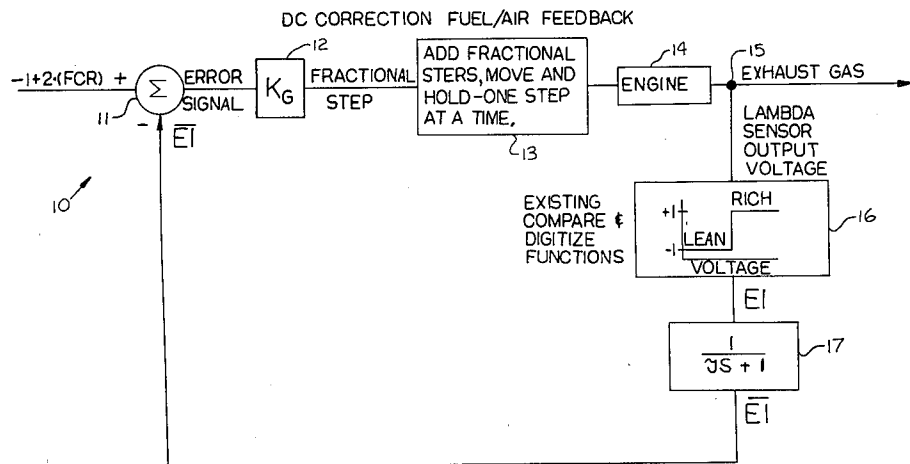 DC CORRECTION FUEL/AIR FEEDBACK
-1+2·(FCR) +
11
Σ
-
EI
ERROR
SIGNAL
12
KG
FRACTIONAL
STEP
ADD FRACTIONAL
STERS, MOVE AND
HOLD-ONE STEP
AT A TIME.
13
14
ENGINE
15
EXHAUST GAS
LAMBDA
SENSOR
OUTPUT
VOLTAGE
10
EXISTING
COMPARE &
DIGITIZE
FUNCTIONS
+1
RICH
LEAN
-1
VOLTAGE
16
EI
1
ƮS + 1
17
EI